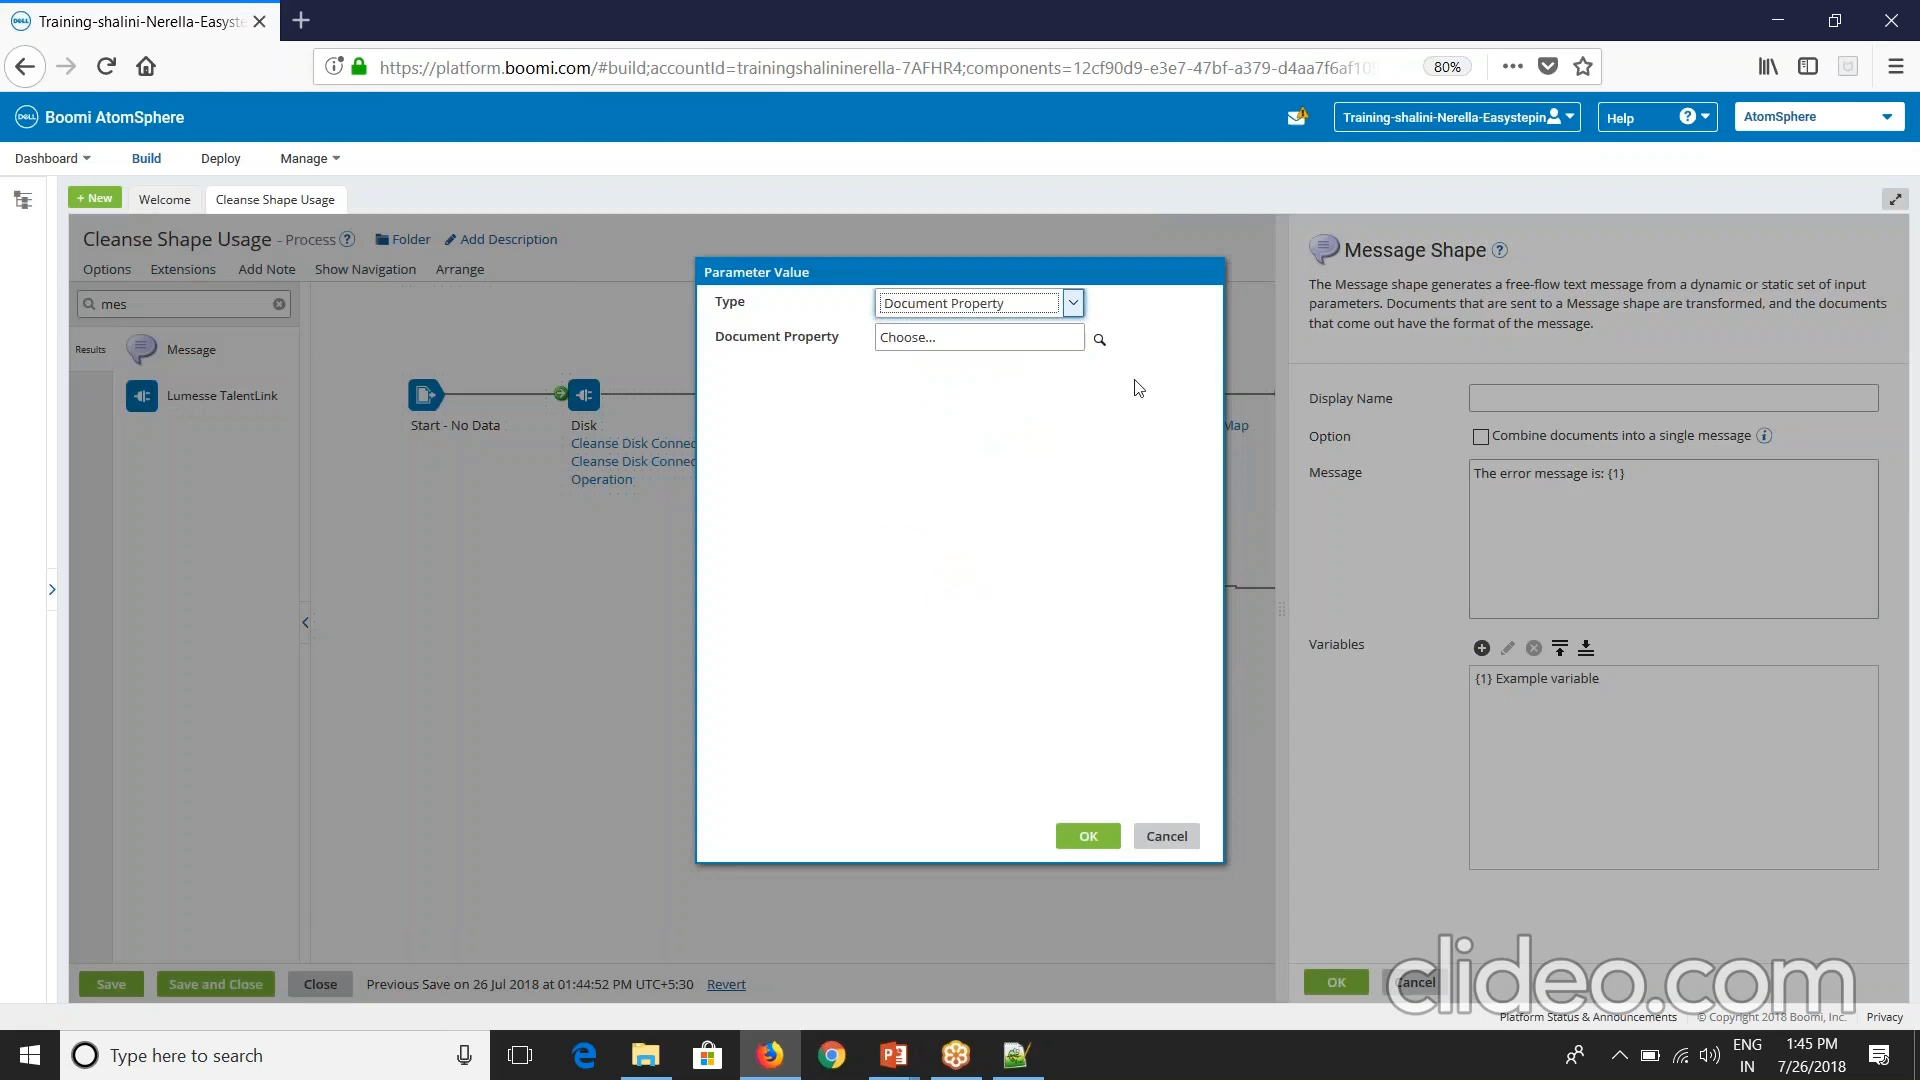 Training-shalini-Nerella-Easyste
https://platform.boomi.com/#build;accountId=trainingshalininerella-7AFHR4;components=12cf90d9-e3e7-47bf-a379-d4aa7f6af105
80%
DELL Boomi AtomSphere
Training-shalini-Nerella-Easystepin
Help
AtomSphere
Dashboard
Build
Deploy
Manage
+ New
Welcome
Cleanse Shape Usage
Cleanse Shape Usage - Process
Folder
Add Description
Options
Extensions
Add Note
Show Navigation
Arrange
mes
Results
Message
Lumesse TalentLink
Start - No Data
Disk
Cleanse Disk Connec
Cleanse Disk Connec
Operation
Map
Parameter Value
Type
Document Property
Document Property
Choose...
OK
Cancel
Message Shape
The Message shape generates a free-flow text message from a dynamic or static set of input
parameters. Documents that are sent to a Message shape are transformed, and the documents
that come out have the format of the message.
Display Name
Option
Combine documents into a single message
Message
The error message is: {1}
Variables
{1} Example variable
OK
Cancel
clideo.com
Save
Save and Close
Close
Previous Save on 26 Jul 2018 at 01:44:52 PM UTC+5:30
Revert
Platform Status & Announcements
© Copyright 2018 Boomi, Inc.
Privacy
Type here to search
ENG
IN
1:45 PM
7/26/2018